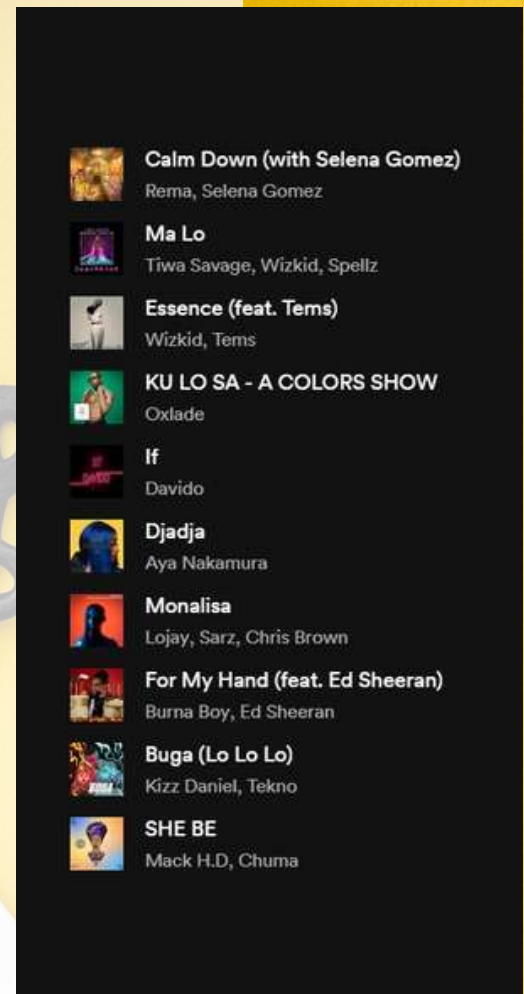 Calm Down (with Selena Gomez)
Rema, Selena Gomez
Ma Lo
Tiwa Savage, Wizkid, Spellz
Essence (feat. Tems)
Wizkid, Tems
KU LO SA - A COLORS SHOW
Oxlade
If
Davido
Djadja
Aya Nakamura
Monalisa
Lojay, Sarz, Chris Brown
For My Hand (feat. Ed Sheeran)
Burna Boy, Ed Sheeran
Buga (Lo Lo Lo)
Kizz Daniel, Tekno
SHE BE
Mack H.D, Chuma